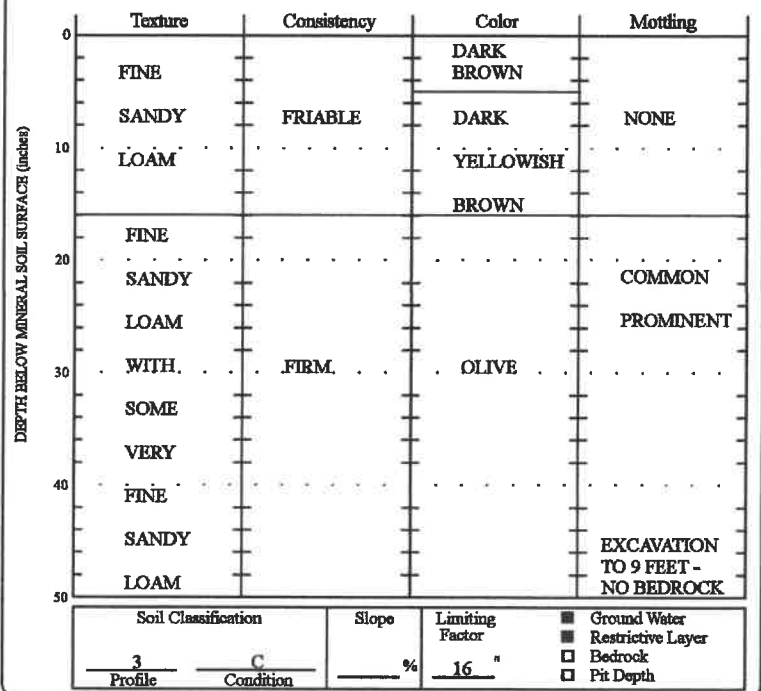 Texture Consistency Color Mottling
0
DARK
FINE BROWN
SANDY FRIABLE DARK NONE
10 LOAM YELLOWISH
BROWN
FINE
20
SANDY COMMON
LOAM PROMINENT
30 WITH FIRM OLIVE
SOME
VERY
40
FINE
SANDY EXCAVATION
TO 9 FEET -
LOAM NO BEDROCK
50
DEPTH BELOW MINERAL SOIL SURFACE (inches)
Soil Classification Slope Limiting Factor
3 C % 16 "
Profile Condition
■ Ground Water
■ Restrictive Layer
□ Bedrock
□ Pit Depth